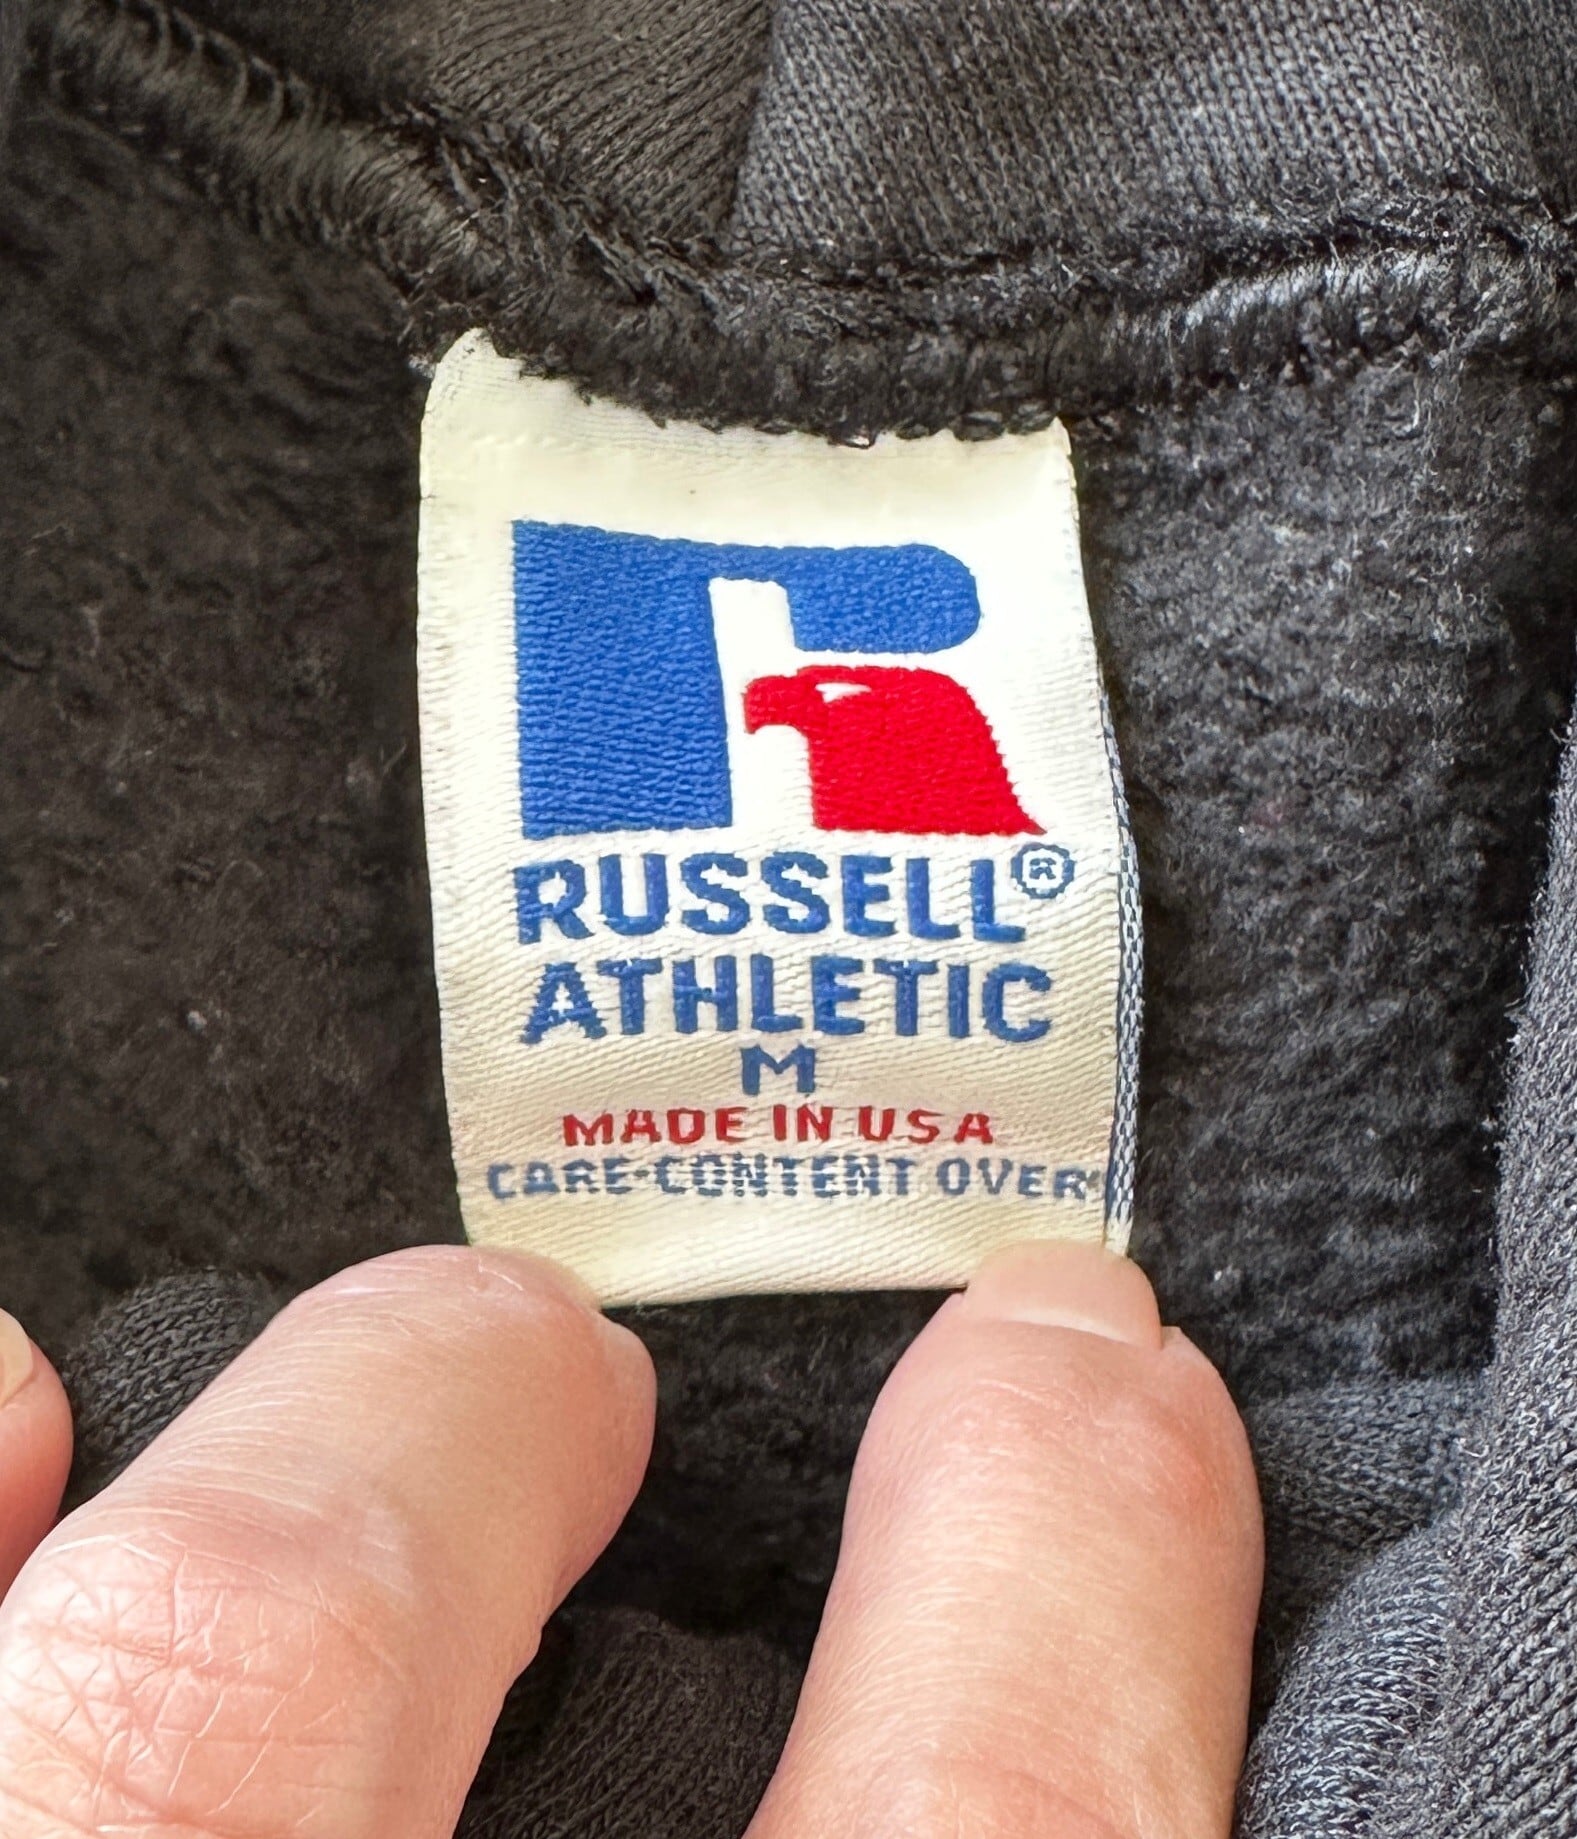 RUSSELL®
ATHLETIC
M
MADE IN USA
CARE-CONTENT OVER